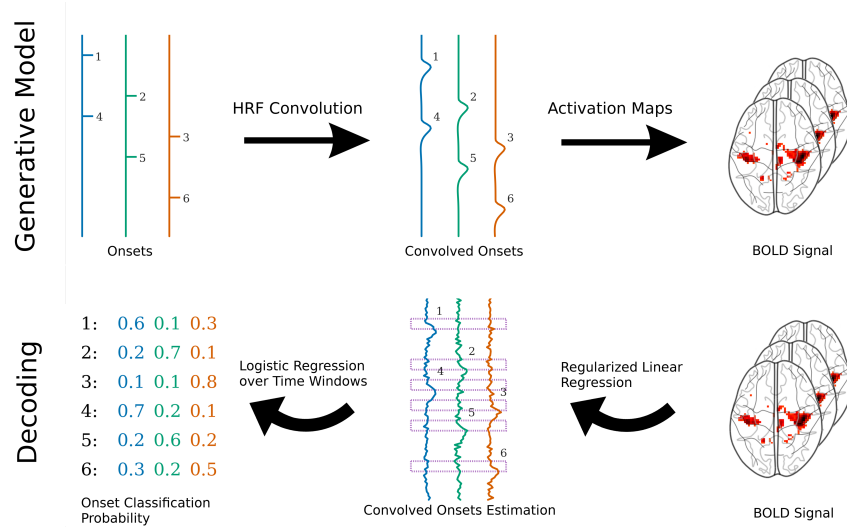 Generative Model
1
4
2
5
3
6
Onsets
HRF Convolution
1
4
2
5
3
6
Convolved Onsets
Activation Maps
BOLD Signal
Decoding
1: 0.6 0.1 0.3
2: 0.2 0.7 0.1
3: 0.1 0.1 0.8
4: 0.7 0.2 0.1
5: 0.2 0.6 0.2
6: 0.3 0.2 0.5
Onset Classification
Probability
Logistic Regression
over Time Windows
1
2
4
3
5
6
Convolved Onsets Estimation
Regularized Linear
Regression
BOLD Signal